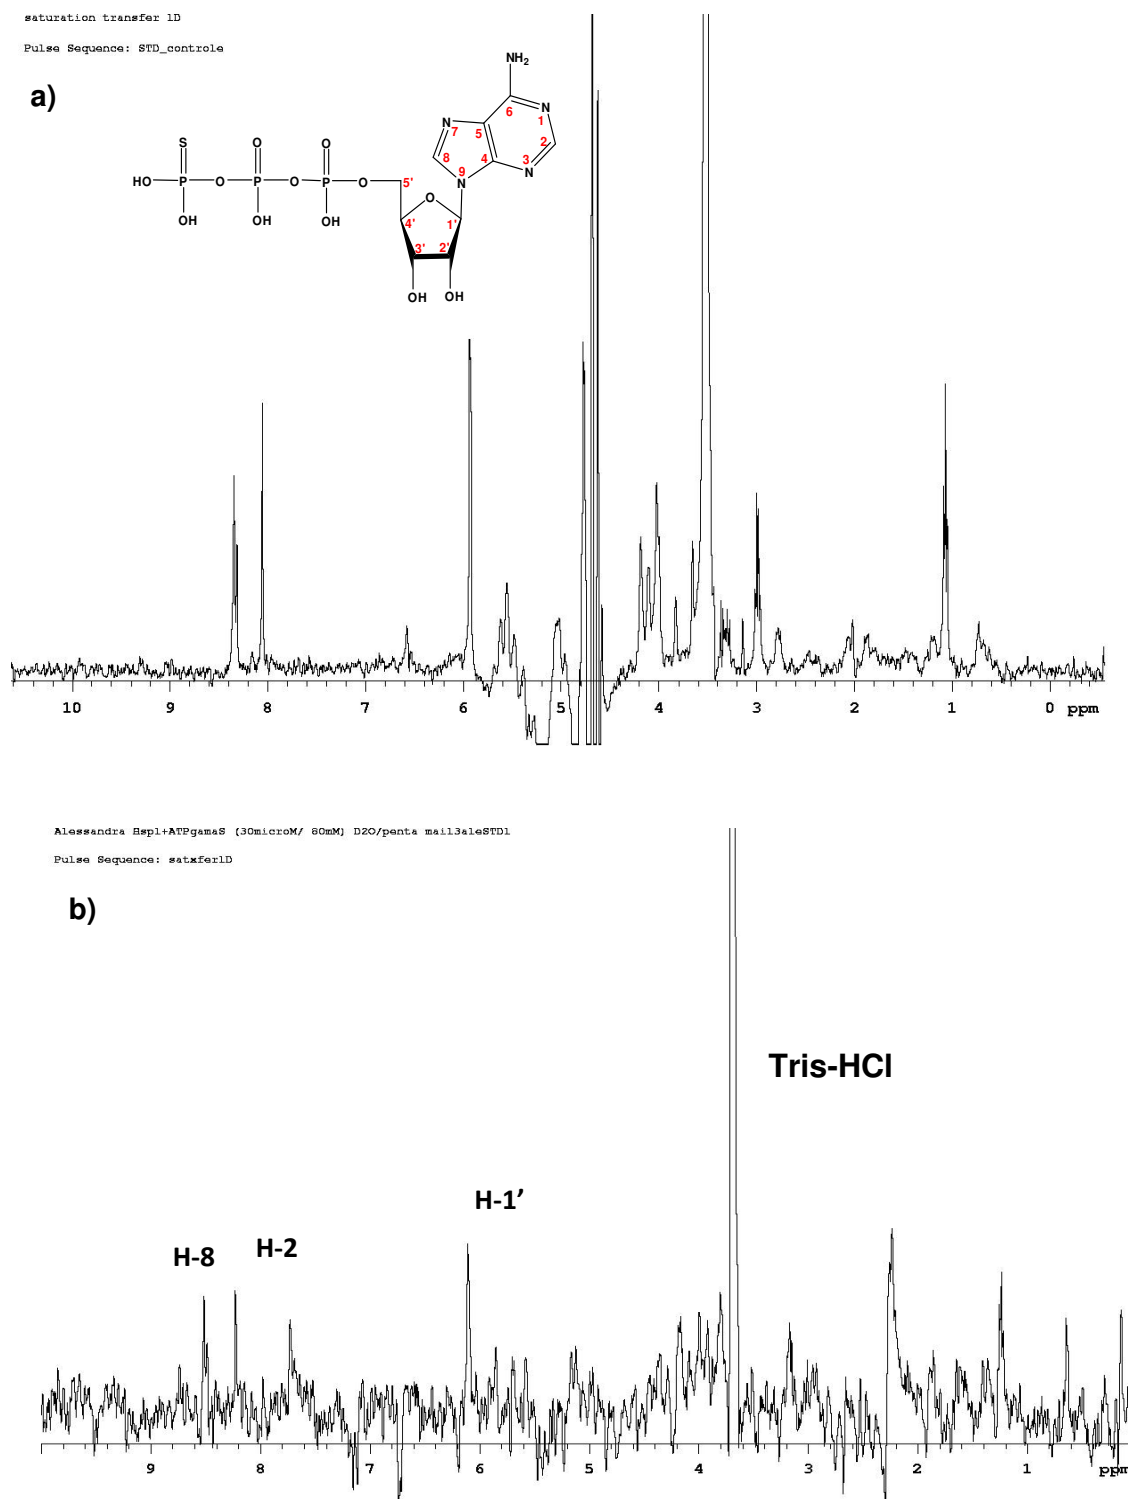 saturation transfer 1D
Pulse Sequence: STD_controle
a)
NH2
6
N
1
N
7
5
2
8
4
3
N
9
N
S
O
O
HO
P
O
P
O
P
O
5'
O
OH
OH
OH
4'
1'
3'
2'
OH
OH
10 9 8 7 6 5 4 3 2 1 0 ppm
Alessandra Hsp1+ATPgamaS (30microM/ 60mM) D2O/penta mail3aleSTD1
Pulse Sequence: satxfer1D
b)
Tris-HCl
H-1’
H-8
H-2
9 8 7 6 5 4 3 2 1 ppm